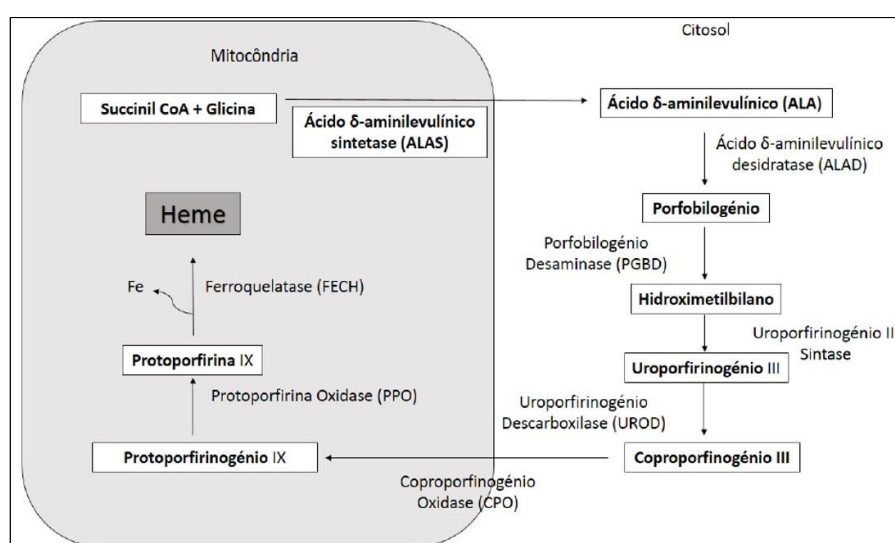 Mitocôndria
Citosol
Succinil CoA + Glicina
Ácido δ-aminilevulínico
sintetase (ALAS)
Ácido δ-aminilevulínico (ALA)
Ácido δ-aminilevulínico
desidratase (ALAD)
Porfobilogénio
Porfobilogénio
Desaminase (PGBD)
Hidroximetilbilano
Uroporfirinogénio II
Sintase
Uroporfirinogénio III
Uroporfirinogénio
Descarboxilase (UROD)
Coproporfinogénio III
Coproporfinogénio
Oxidase (CPO)
Protoporfirinogénio IX
Protoporfirina Oxidase (PPO)
Protoporfirina IX
Fe
Ferroquelatase (FECH)
Heme